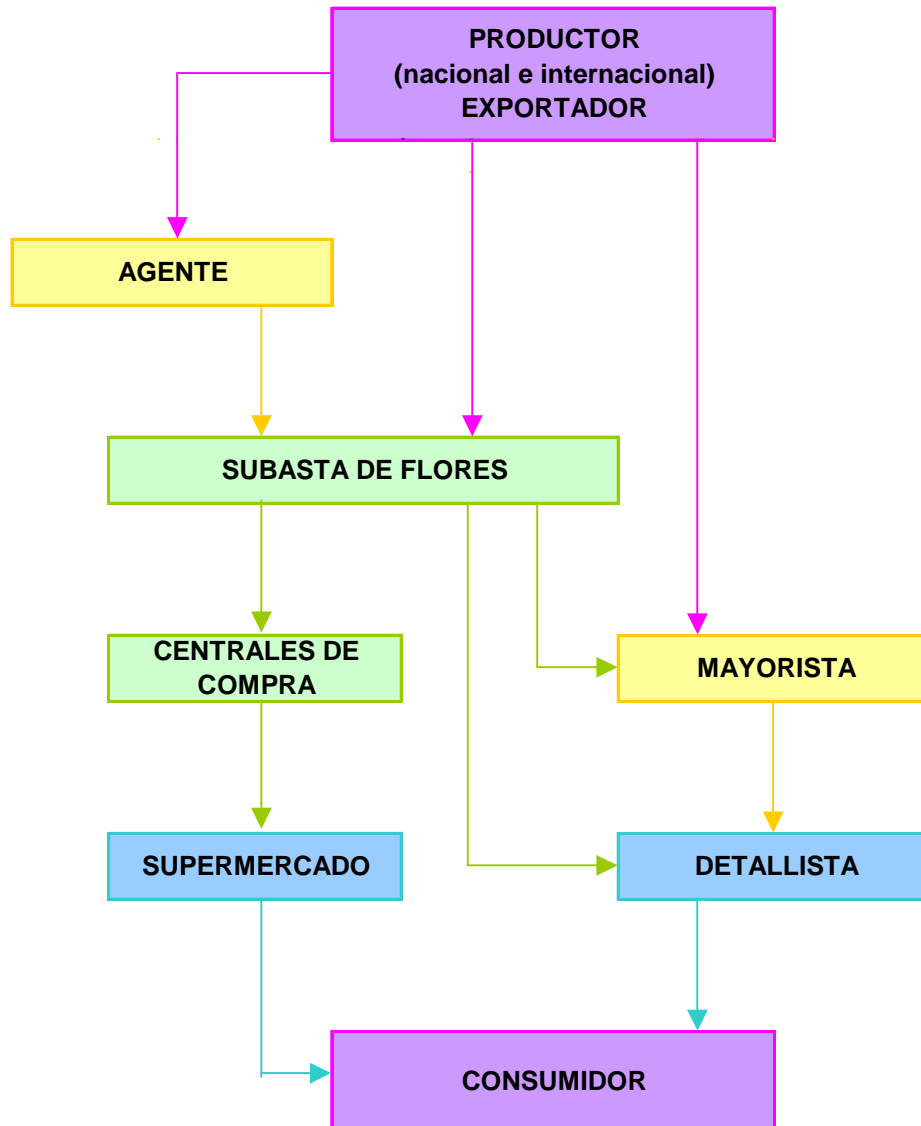 PRODUCTOR
(nacional e internacional)
EXPORTADOR
AGENTE
SUBASTA DE FLORES
CENTRALES DE
COMPRA
MAYORISTA
SUPERMERCADO
DETALLISTA
CONSUMIDOR